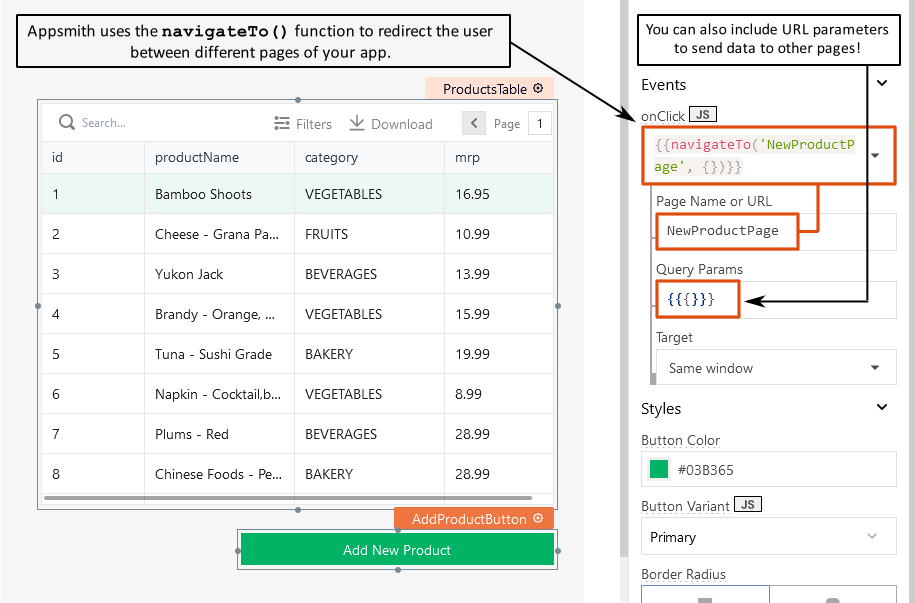 Appsmith uses the navigateTo() function to redirect the user
between different pages of your app.
You can also include URL parameters
to send data to other pages!
ProductsTable
Search...
Filters
Download
Page
1
id productName category mrp
1 Bamboo Shoots VEGETABLES 16.95
2 Cheese - Grana Pa... FRUITS 10.99
3 Yukon Jack BEVERAGES 13.99
4 Brandy - Orange, ... VEGETABLES 15.99
5 Tuna - Sushi Grade BAKERY 19.99
6 Napkin - Cocktail,b... VEGETABLES 8.99
7 Plums - Red BEVERAGES 28.99
8 Chinese Foods - Pe... BAKERY 28.99
AddProductButton
Add New Product
Events
onClick JS
{{navigateTo('NewProductP
age', {})}}
Page Name or URL
NewProductPage
Query Params
{{{}}}
Target
Same window
Styles
Button Color
#03B365
Button Variant JS
Primary
Border Radius